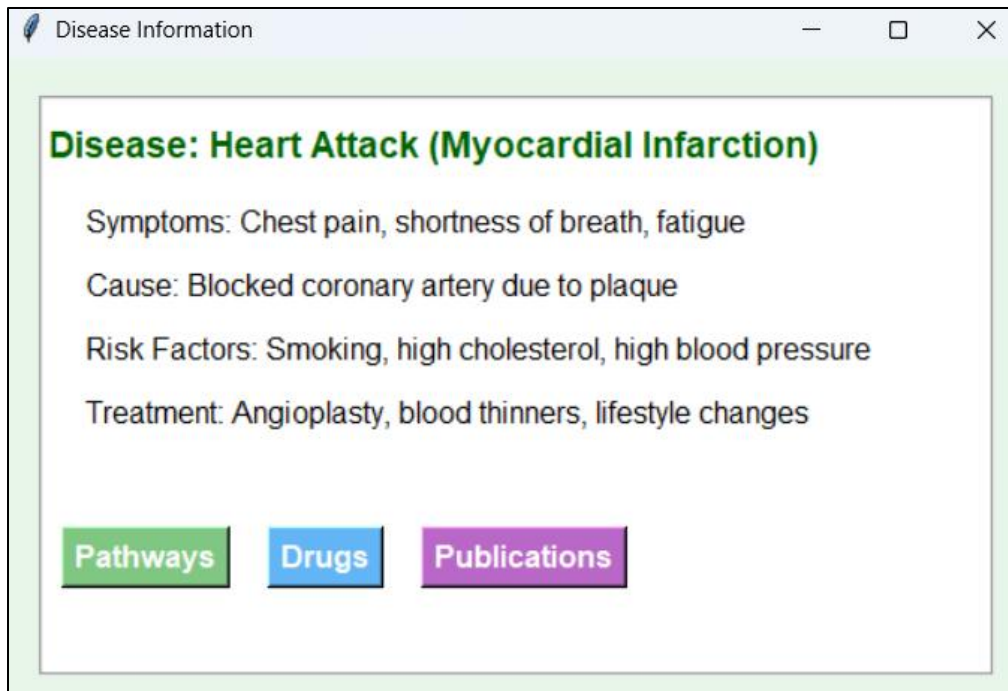 Disease Information
Disease: Heart Attack (Myocardial Infarction)
Symptoms: Chest pain, shortness of breath, fatigue
Cause: Blocked coronary artery due to plaque
Risk Factors: Smoking, high cholesterol, high blood pressure
Treatment: Angioplasty, blood thinners, lifestyle changes
Pathways Drugs Publications